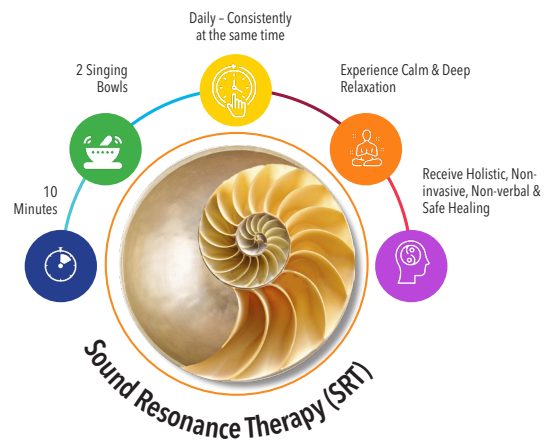 Daily – Consistently
at the same time
2 Singing
Bowls
Experience Calm & Deep
Relaxation
10
Minutes
Receive Holistic, Non-
invasive, Non-verbal &
Safe Healing
Sound Resonance Therapy (SRT)